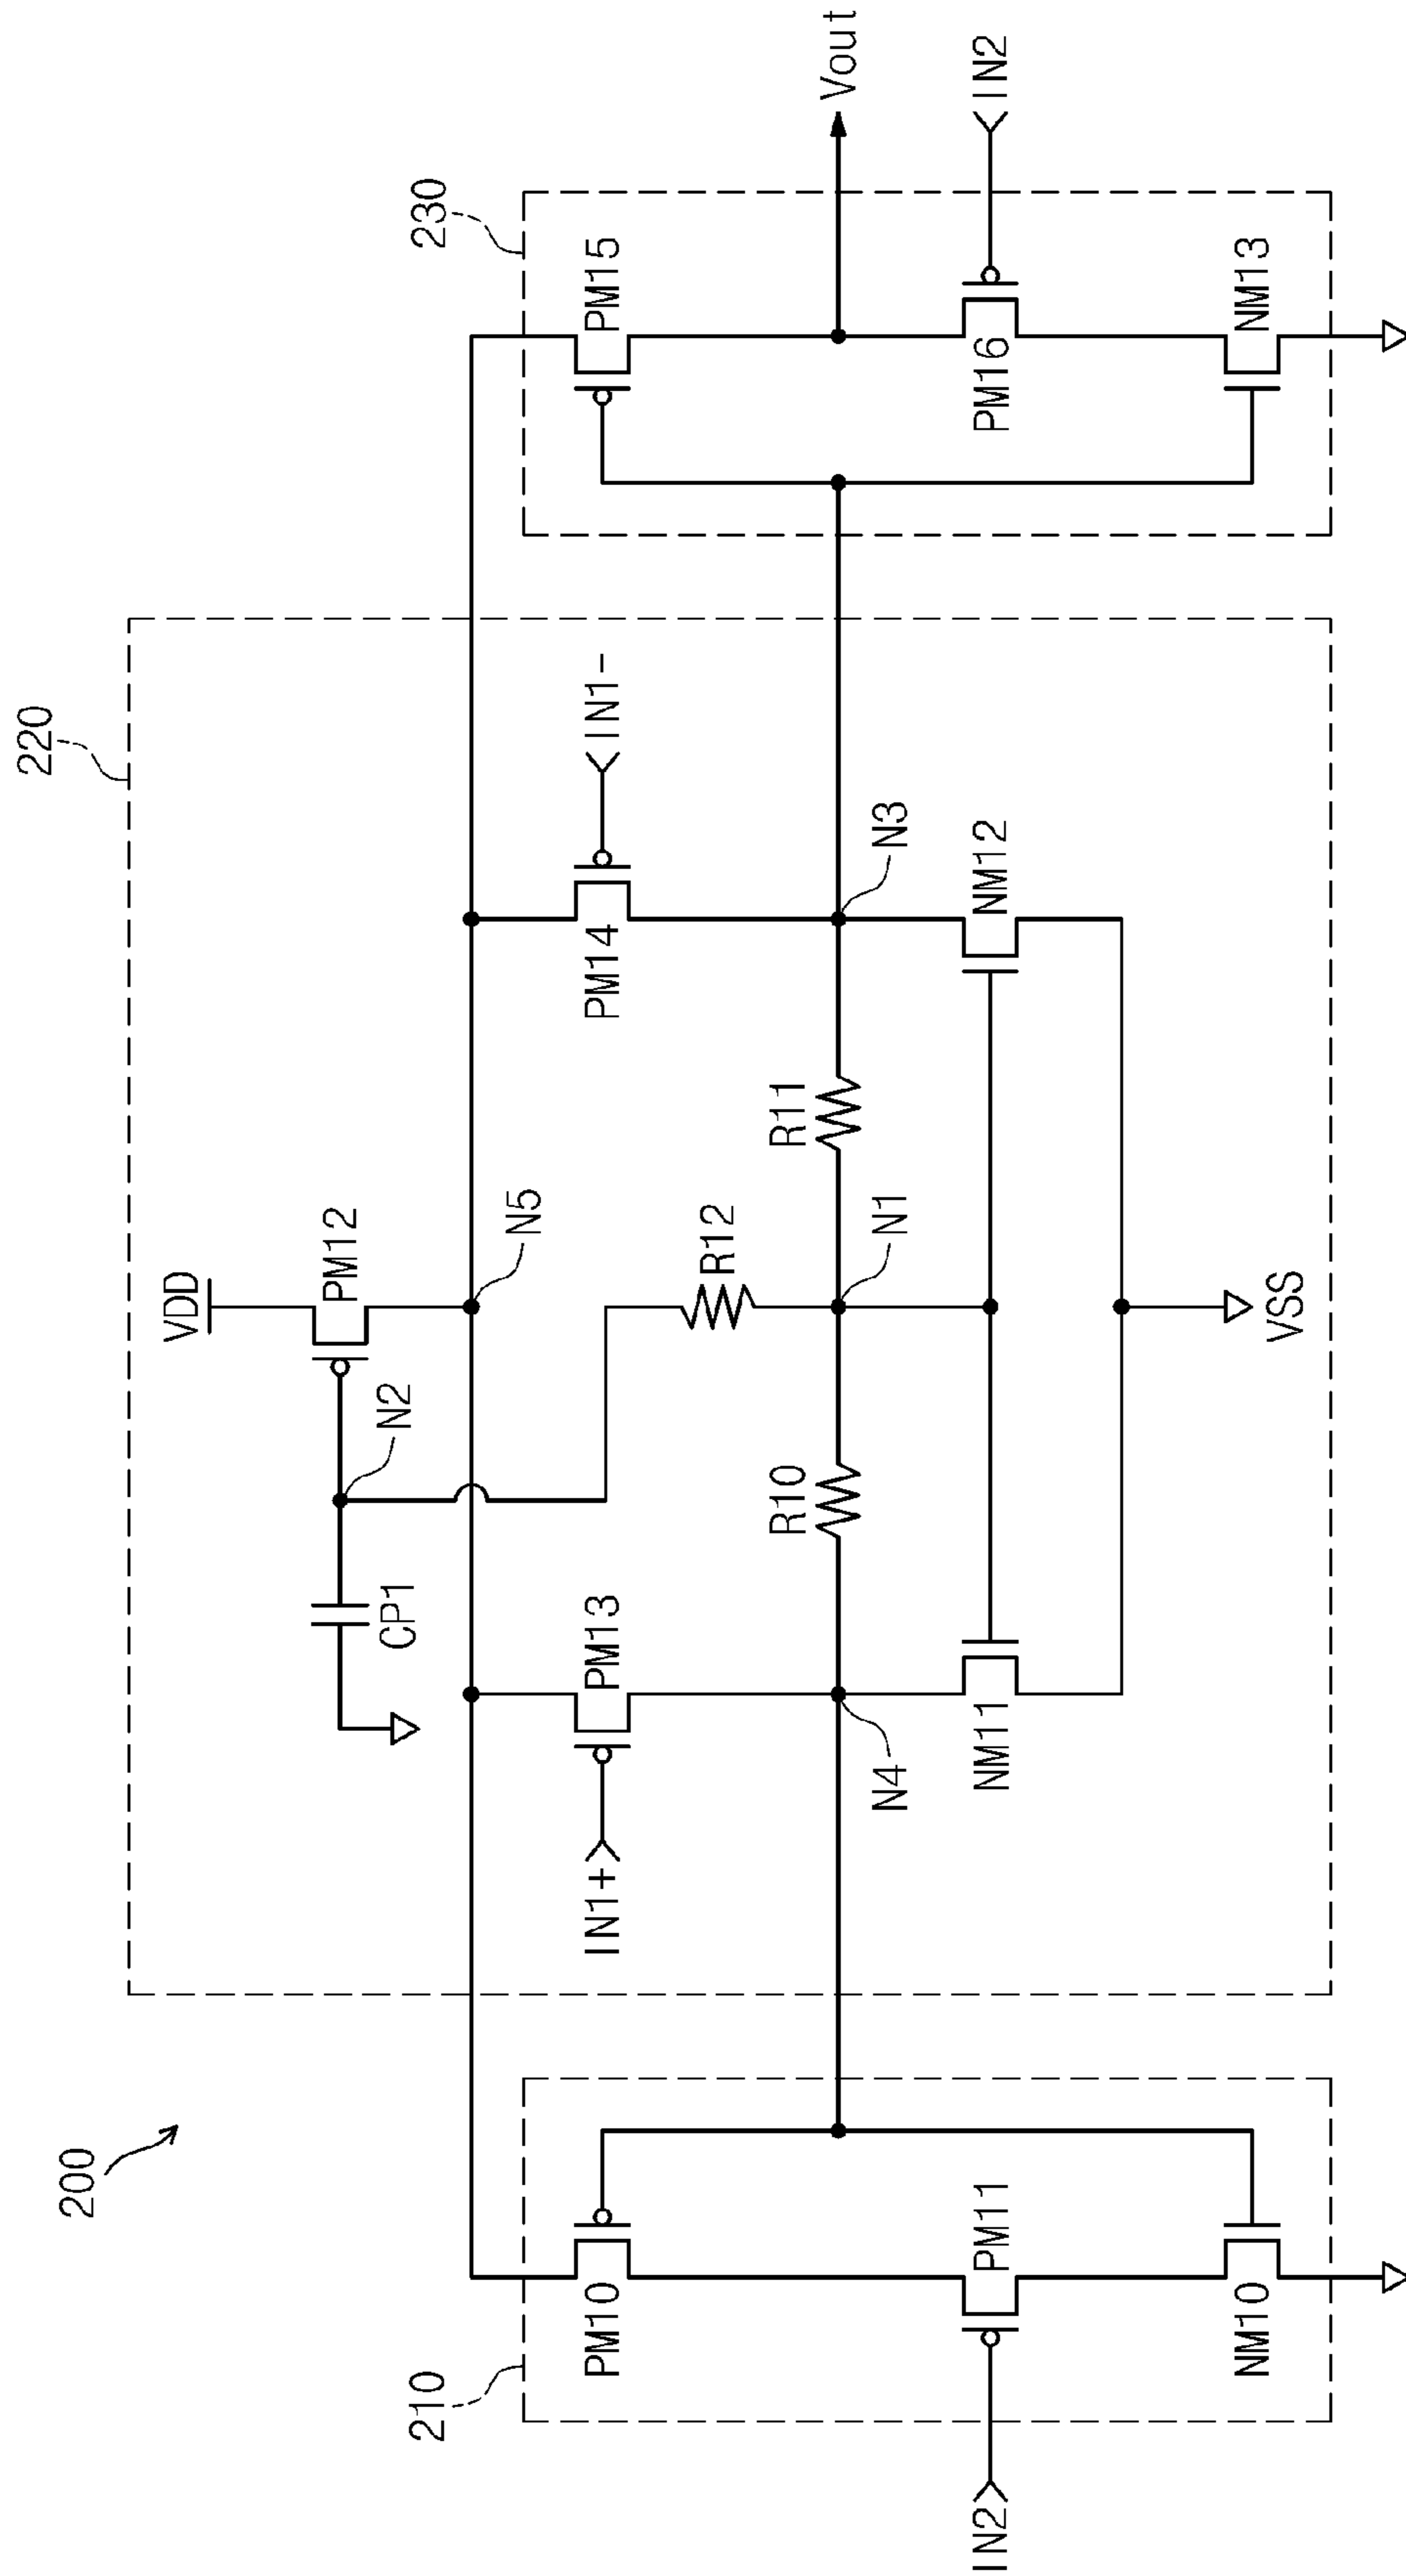 200
220
VDD
PM12
N2
CP1
N5
210
230
PM10
IN1+
PM13
R12
PM14
IN1-
PM15
R10
R11
Vout
N4
N1
N3
IN2
PM11
NM11
NM12
PM16
IN2
NM10
VSS
NM13